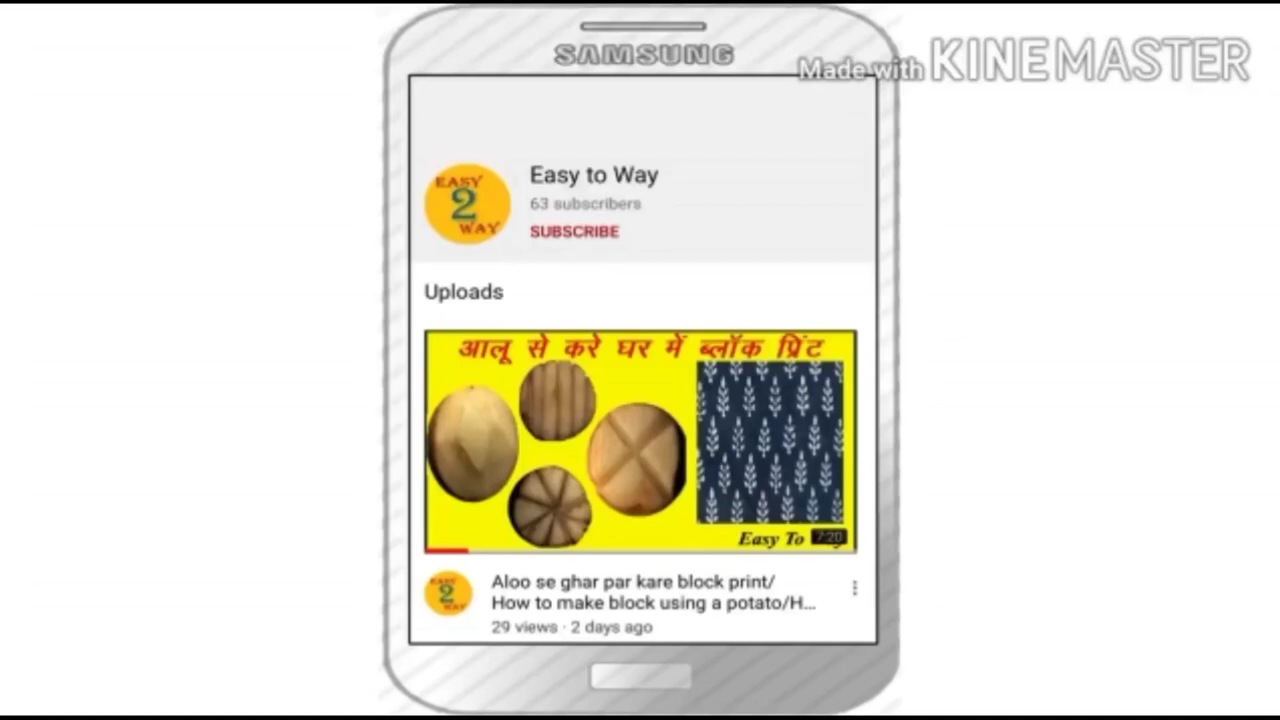 SAMSUNG
Made with KINEMASTER
EASY
2
WAY
Easy to Way
63 subscribers
SUBSCRIBE
Uploads
आलू से करे घर में ब्लॉक प्रिंट
Easy To
7:20
EASY
2
WAY
Aloo se ghar par kare block print/
How to make block using a potato/H...
29 views · 2 days ago